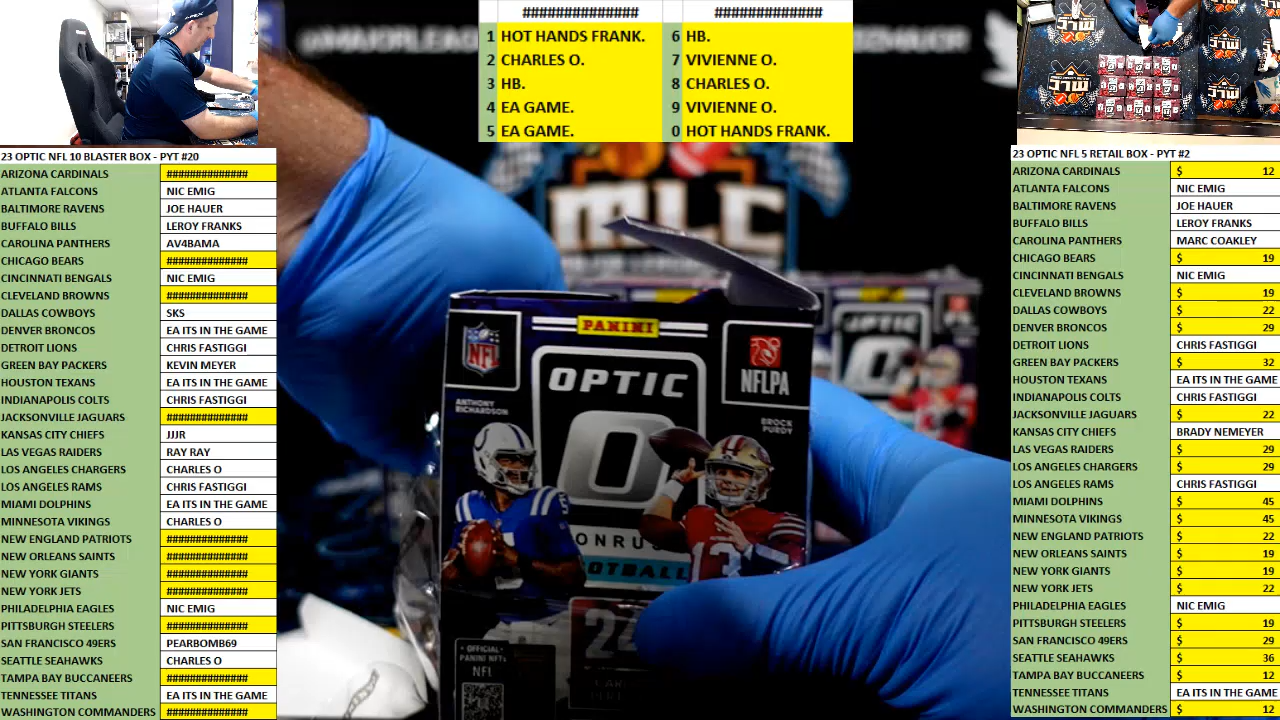 ############## #############
1 HOT HANDS FRANK. 6 HB.
2 CHARLES O. 7 VIVIENNE O.
3 HB. 8 CHARLES O.
4 EA GAME. 9 VIVIENNE O.
5 EA GAME. 0 HOT HANDS FRANK.
23 OPTIC NFL 10 BLASTER BOX - PYT #20
ARIZONA CARDINALS ##############
ATLANTA FALCONS NIC EMIG
BALTIMORE RAVENS JOE HAUER
BUFFALO BILLS LEROY FRANKS
CAROLINA PANTHERS AV4BAMA
CHICAGO BEARS ##############
CINCINNATI BENGALS NIC EMIG
CLEVELAND BROWNS ##############
DALLAS COWBOYS SKS
DENVER BRONCOS EA ITS IN THE GAME
DETROIT LIONS CHRIS FASTIGGI
GREEN BAY PACKERS KEVIN MEYER
HOUSTON TEXANS EA ITS IN THE GAME
INDIANAPOLIS COLTS CHRIS FASTIGGI
JACKSONVILLE JAGUARS ##############
KANSAS CITY CHIEFS JJJR
LAS VEGAS RAIDERS RAY RAY
LOS ANGELES CHARGERS CHARLES O
LOS ANGELES RAMS CHRIS FASTIGGI
MIAMI DOLPHINS EA ITS IN THE GAME
MINNESOTA VIKINGS CHARLES O
NEW ENGLAND PATRIOTS ##############
NEW ORLEANS SAINTS ##############
NEW YORK GIANTS ##############
NEW YORK JETS ##############
PHILADELPHIA EAGLES NIC EMIG
PITTSBURGH STEELERS ##############
SAN FRANCISCO 49ERS PEARBOMB69
SEATTLE SEAHAWKS CHARLES O
TAMPA BAY BUCCANEERS ##############
TENNESSEE TITANS EA ITS IN THE GAME
WASHINGTON COMMANDERS ##############
MLC
PANINI
NFL
NFLPA
OPTIC
ANTHONY
RICHARDSON
BROCK
PURDY
OPTIC
ONRUS
OOTBALL
· OFFICIAL ·
PANINI NFL
NFL
23 OPTIC NFL 5 RETAIL BOX - PYT #2
ARIZONA CARDINALS $ 12
ATLANTA FALCONS NIC EMIG
BALTIMORE RAVENS JOE HAUER
BUFFALO BILLS LEROY FRANKS
CAROLINA PANTHERS MARC COAKLEY
CHICAGO BEARS $ 19
CINCINNATI BENGALS NIC EMIG
CLEVELAND BROWNS $ 19
DALLAS COWBOYS $ 22
DENVER BRONCOS $ 29
DETROIT LIONS CHRIS FASTIGGI
GREEN BAY PACKERS $ 32
HOUSTON TEXANS EA ITS IN THE GAME
INDIANAPOLIS COLTS CHRIS FASTIGGI
JACKSONVILLE JAGUARS $ 22
KANSAS CITY CHIEFS BRADY NEMEYER
LAS VEGAS RAIDERS $ 29
LOS ANGELES CHARGERS $ 29
LOS ANGELES RAMS CHRIS FASTIGGI
MIAMI DOLPHINS $ 45
MINNESOTA VIKINGS $ 45
NEW ENGLAND PATRIOTS $ 22
NEW ORLEANS SAINTS $ 19
NEW YORK GIANTS $ 19
NEW YORK JETS $ 22
PHILADELPHIA EAGLES NIC EMIG
PITTSBURGH STEELERS $ 19
SAN FRANCISCO 49ERS $ 29
SEATTLE SEAHAWKS $ 36
TAMPA BAY BUCCANEERS $ 12
TENNESSEE TITANS EA ITS IN THE GAME
WASHINGTON COMMANDERS $ 12